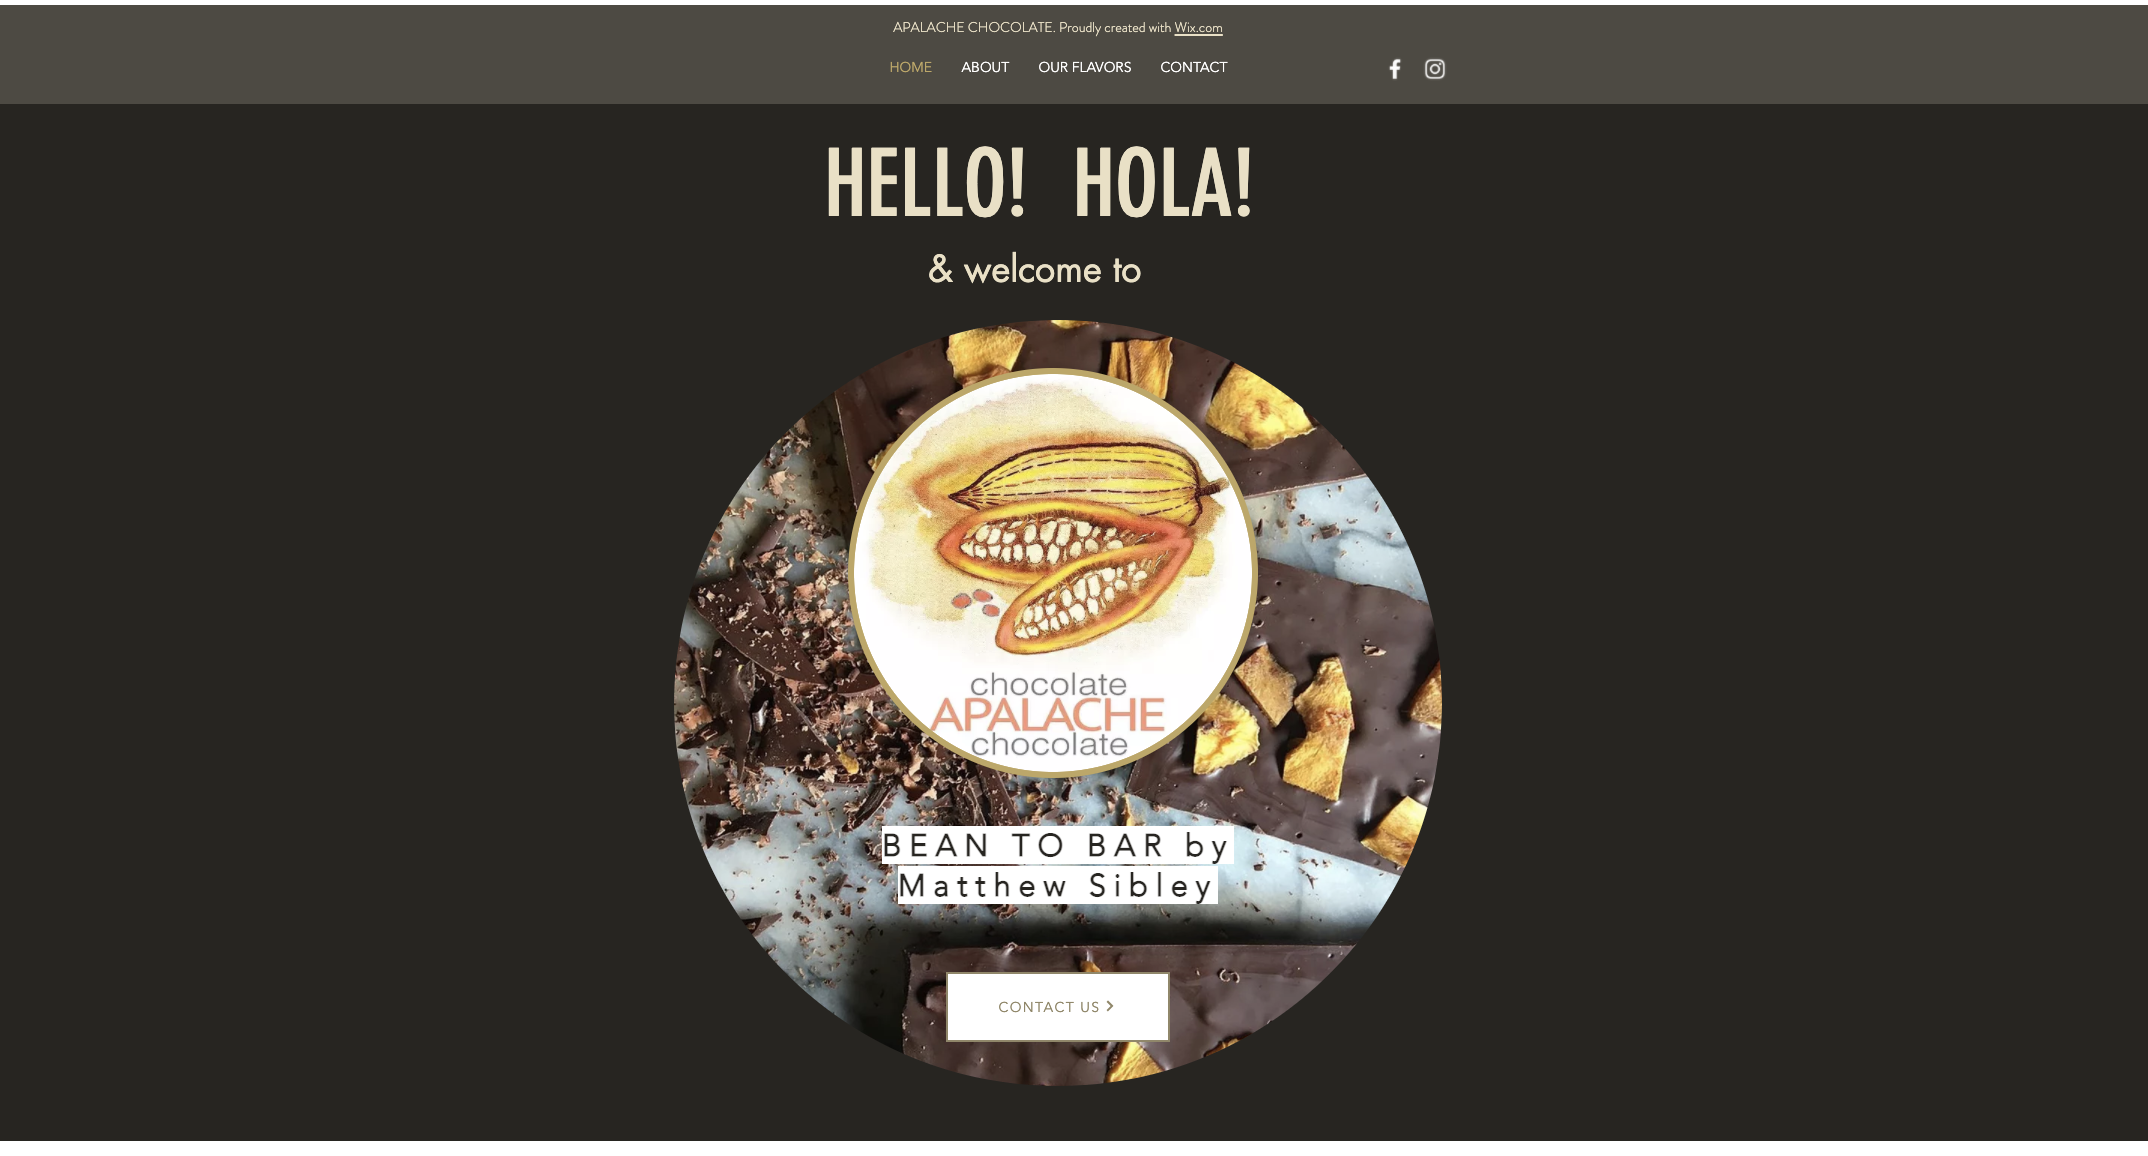 APALACHE CHOCOLATE. Proudly created with Wix.com
HOME ABOUT OUR FLAVORS CONTACT
HELLO! HOLA!
& welcome to
chocolate
APALACHE
chocolate
BEAN TO BAR by
Matthew Sibley
CONTACT US